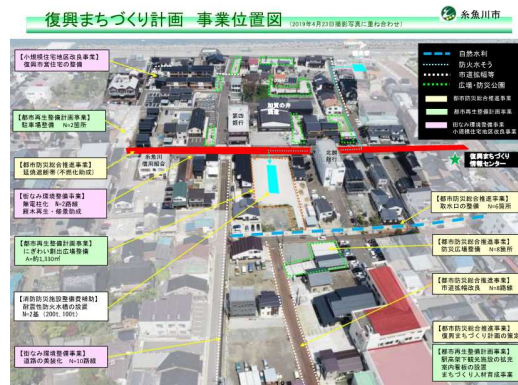 復興まちづくり計画 事業位置図 (2019年4月23日撮影写真に重ね合わせ)
糸魚川市
【小規模住宅地区改良事業】
復興市営住宅の整備
【都市再生整備計画事業】
駐車場整備 N=2箇所
【都市防災総合推進事業】
延焼遮断帯(不燃化助成)
【街なみ環境整備事業】
無電柱化 N=2路線
雁木再生・修景助成
【都市再生整備計画事業】
にぎわい創出広場整備
A=約1,330㎡
【消防防災施設整備費補助】
耐震性防火水槽の設置
N=2基(200t,100t)
【街なみ環境整備事業】
道路の美装化 N=10路線
第四
銀行
加賀の井
酒造
糸魚川
信用組合
北越
銀行
自然水利
防火水そう
市道拡幅等
広場・防災公園
都市防災総合推進事業
都市再生整備計画事業
街なみ環境整備事業
小規模住宅地区改良事業
復興まちづくり
情報センター
【都市防災総合推進事業】
取水口の整備 N=6箇所
【都市防災総合推進事業】
防災広場整備 N=8箇所
【都市防災総合推進事業】
市道拡幅改良 N=8路線
【都市防災総合推進事業】
復興まちづくり計画の策定
【都市再生整備計画事業】
駅高架下観光施設の拡充
案内看板の設置
まちづくり人材育成事業